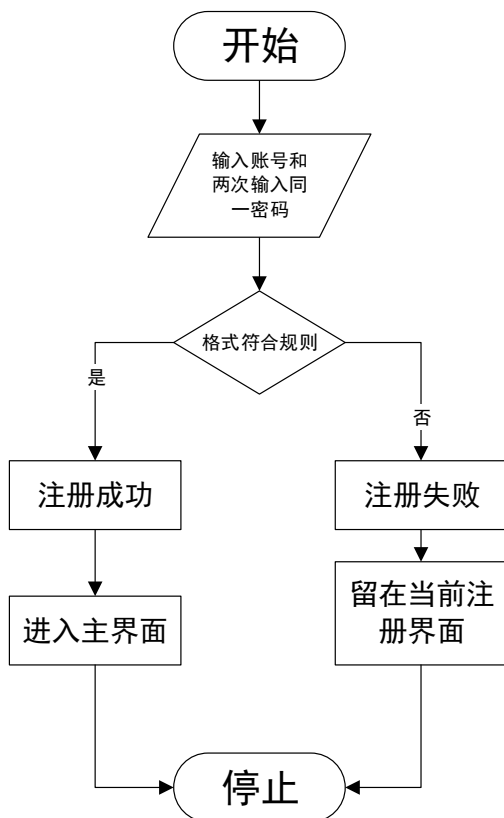 开始
输入账号和
两次输入同
一密码
格式符合规则
是
否
注册成功
注册失败
进入主界面
留在当前注
册界面
停止